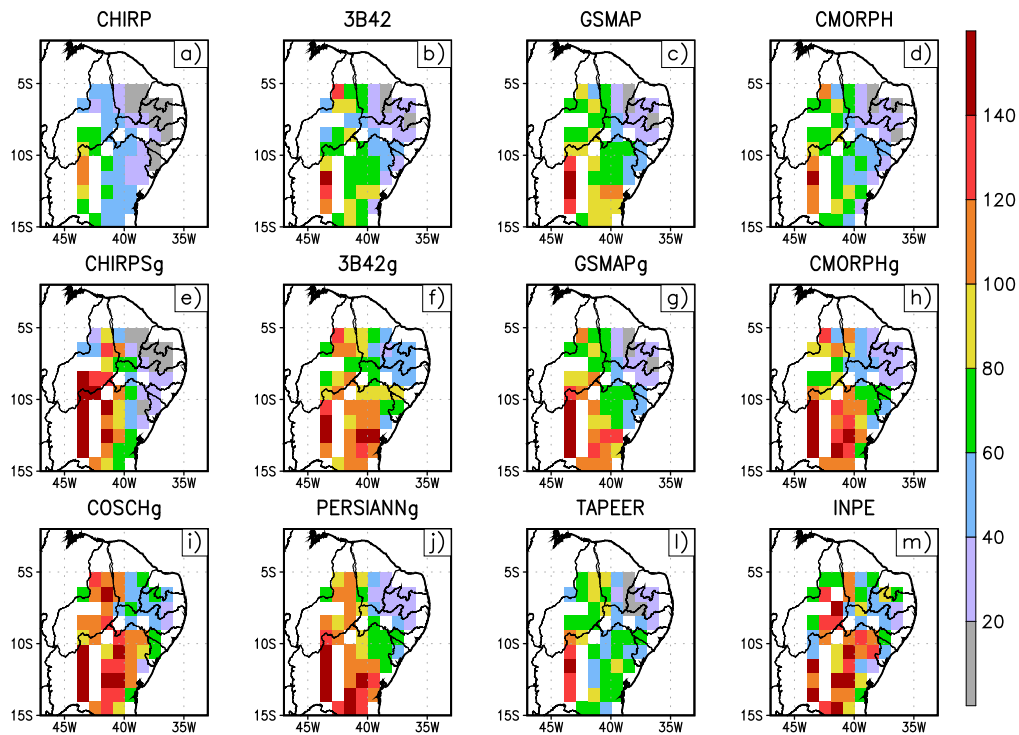 CHIRP 3B42 GSMAP CMORPH
a) b) c) d)
5S 5S 5S 5S
140
10S 10S 10S 10S
120
15S 15S 15S 15S
45W 40W 35W 45W 40W 35W 45W 40W 35W 45W 40W 35W
CHIRPSg 3B42g GSMAPg CMORPHg
100
e) f) g) h)
5S 5S 5S 5S
80
10S 10S 10S 10S
60
15S 15S 15S 15S
45W 40W 35W 45W 40W 35W 45W 40W 35W 45W 40W 35W
COSCHg PERSIANNg TAPEER INPE
40
i) j) l) m)
5S 5S 5S 5S
20
10S 10S 10S 10S
15S 15S 15S 15S
45W 40W 35W 45W 40W 35W 45W 40W 35W 45W 40W 35W